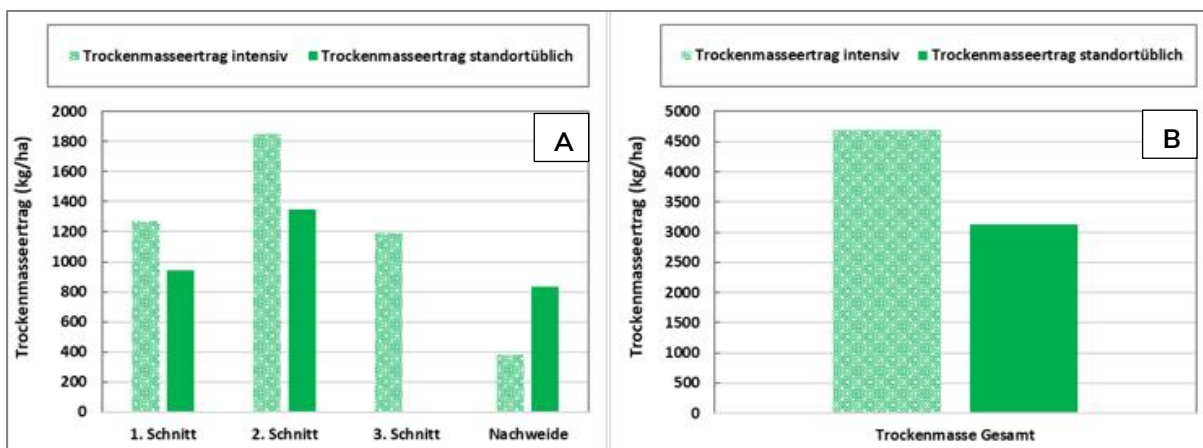 Trockenmasseertrag intensiv Trockenmasseertrag standortüblich
Trockenmasseertrag (kg/ha)
2000
1800
1600
1400
1200
1000
800
600
400
200
0
A
1. Schnitt 2. Schnitt 3. Schnitt Nachweide
Trockenmasseertrag intensiv Trockenmasseertrag standortüblich
Trockenmasseertrag (kg/ha)
5000
4500
4000
3500
3000
2500
2000
1500
1000
500
0
B
Trockenmasse Gesamt